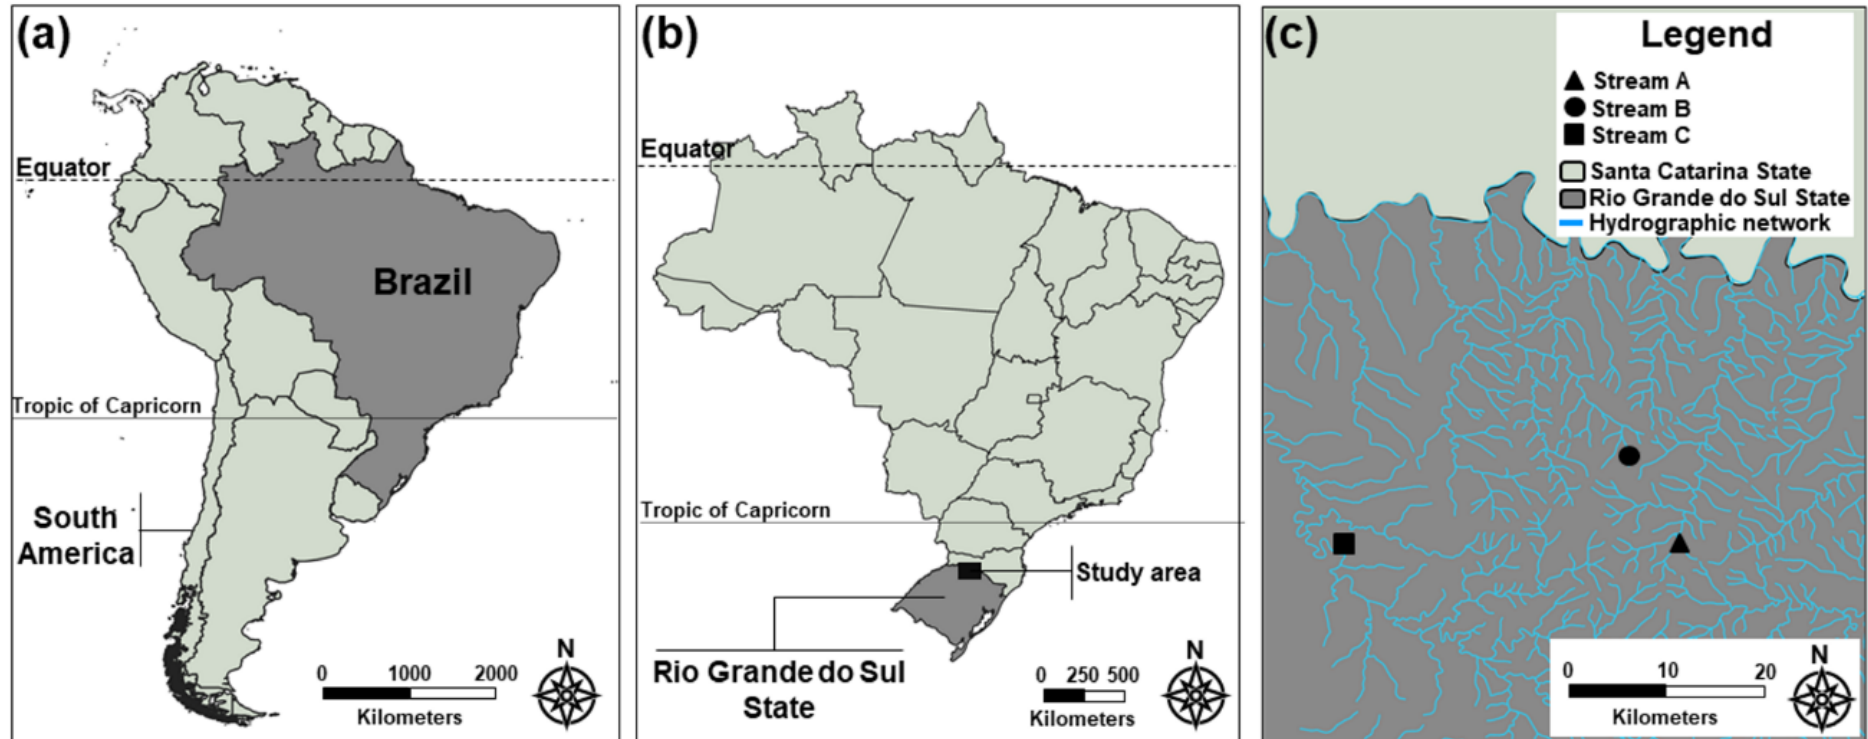 (a)
Equator
Brazil
Tropic of Capricorn
South
America
0 1000 2000
Kilometers
N
(b)
Equator
Tropic of Capricorn
Study area
Rio Grande do Sul
State
0 250 500
Kilometers
N
(c)
Legend
Stream A
Stream B
Stream C
Santa Catarina State
Rio Grande do Sul State
Hydrographic network
0 10 20
Kilometers
N